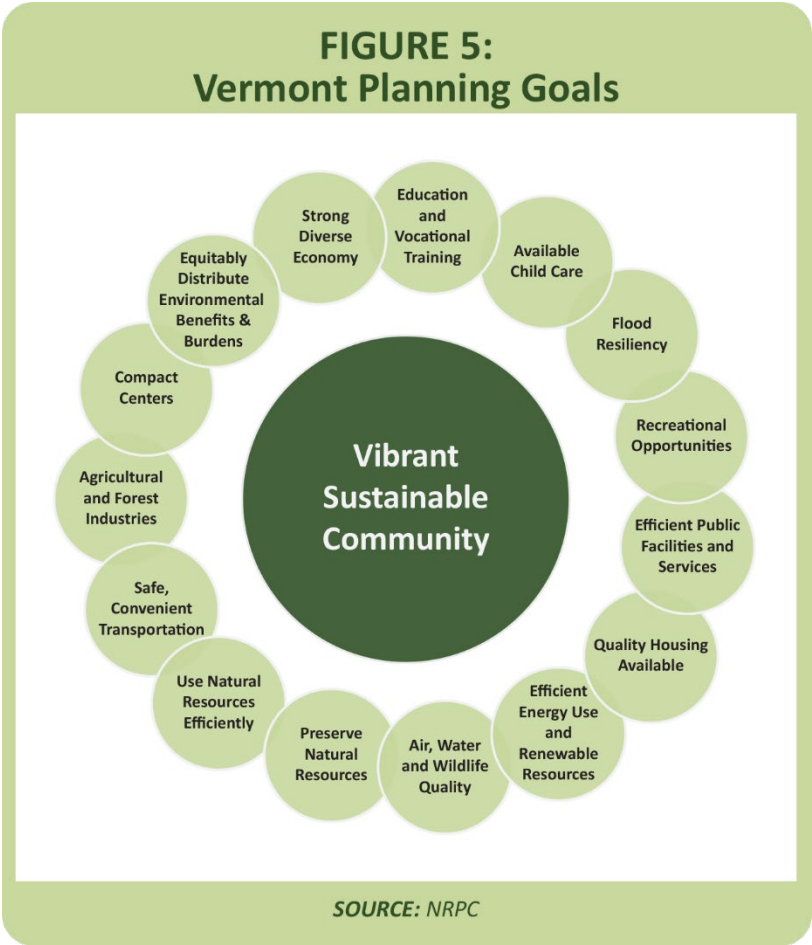 FIGURE 5:
Vermont Planning Goals
Education
and
Vocational
Training
Available
Child Care
Flood
Resiliency
Recreational
Opportunities
Efficient Public
Facilities and
Services
Quality Housing
Available
Efficient
Energy Use
and
Renewable
Resources
Air, Water
and Wildlife
Quality
Preserve
Natural
Resources
Use Natural
Resources
Efficiently
Safe,
Convenient
Transportation
Agricultural
and Forest
Industries
Compact
Centers
Equitably
Distribute
Environmental
Benefits &
Burdens
Strong
Diverse
Economy
Vibrant
Sustainable
Community
SOURCE: NRPC